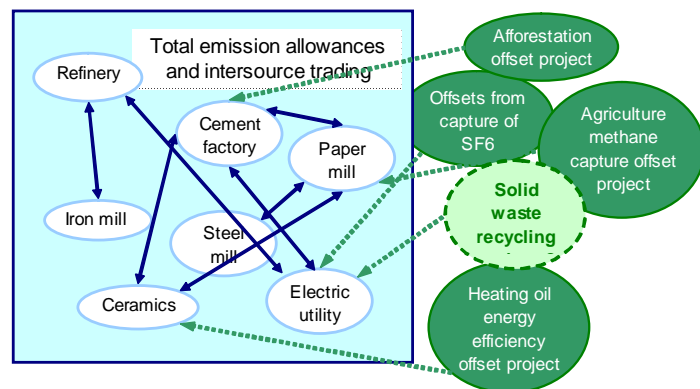 Total emission allowances
and intersource trading
Refinery
Cement
factory
Paper
mill
Iron mill
Steel
mill
Ceramics
Electric
utility
Afforestation
offset project
Offsets from
capture of
SF6
Agriculture
methane
capture offset
project
Solid
waste
recycling
Heating oil
energy
efficiency
offset project